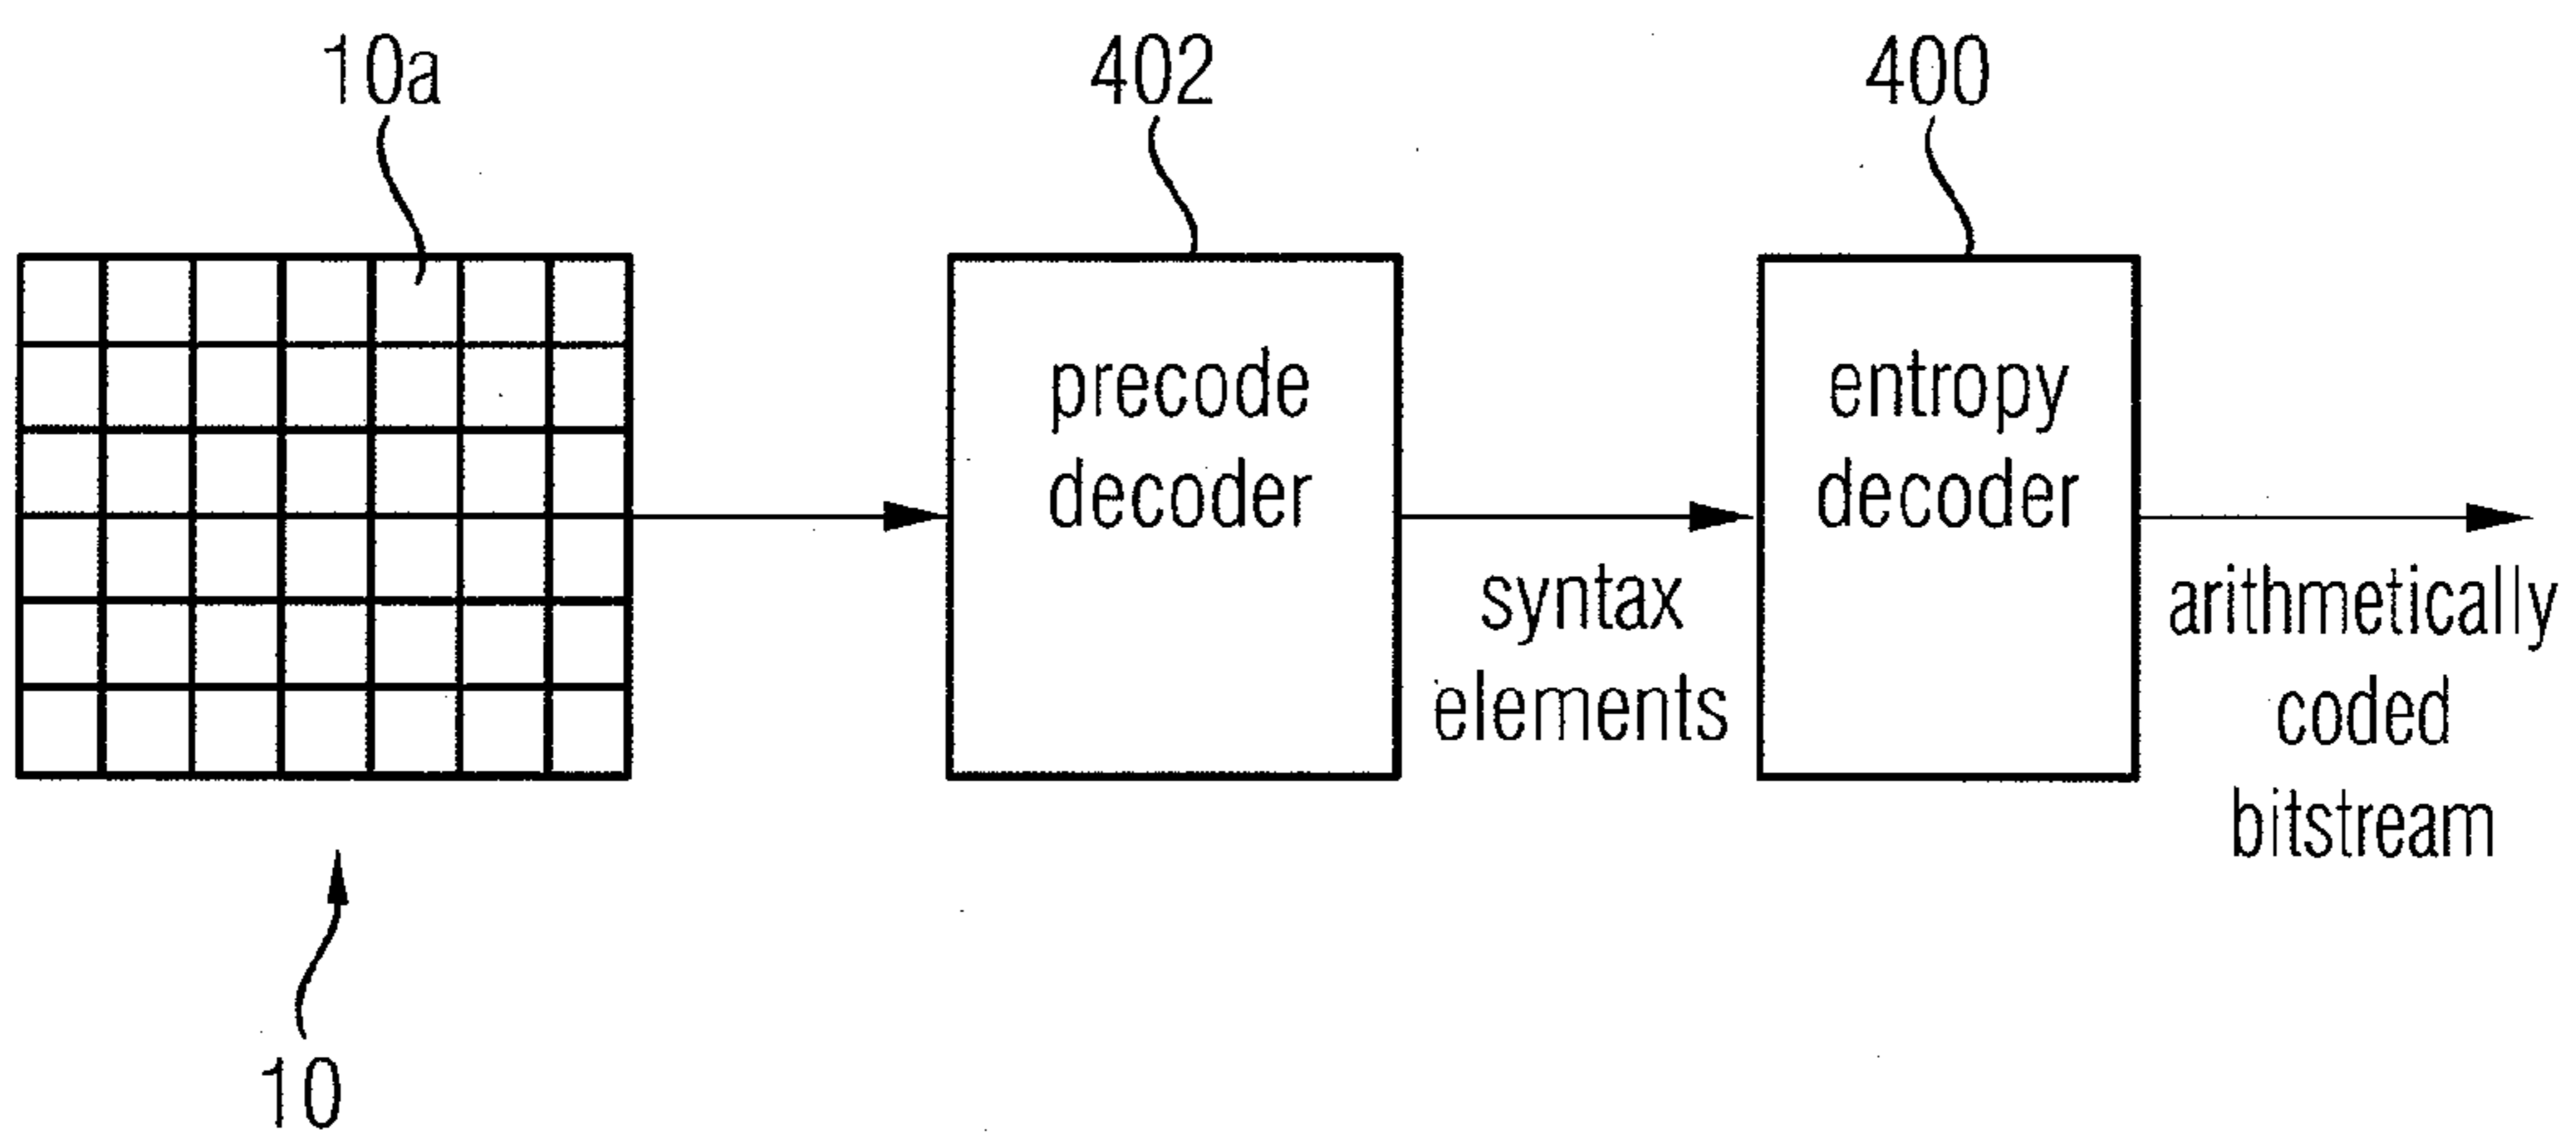 10a
402
400
precode
decoder
entropy
decoder
syntax
elements
arithmetically
coded
bitstream
10